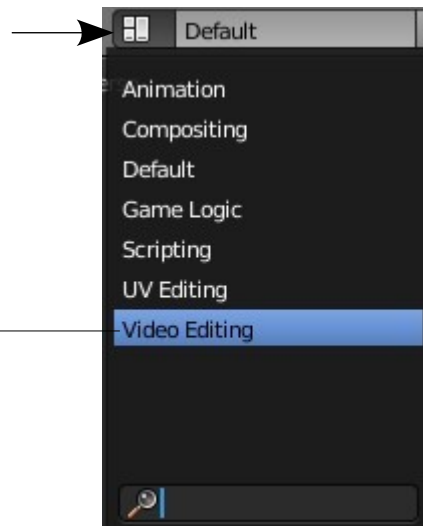 Default
Animation
Compositing
Default
Game Logic
Scripting
UV Editing
Video Editing